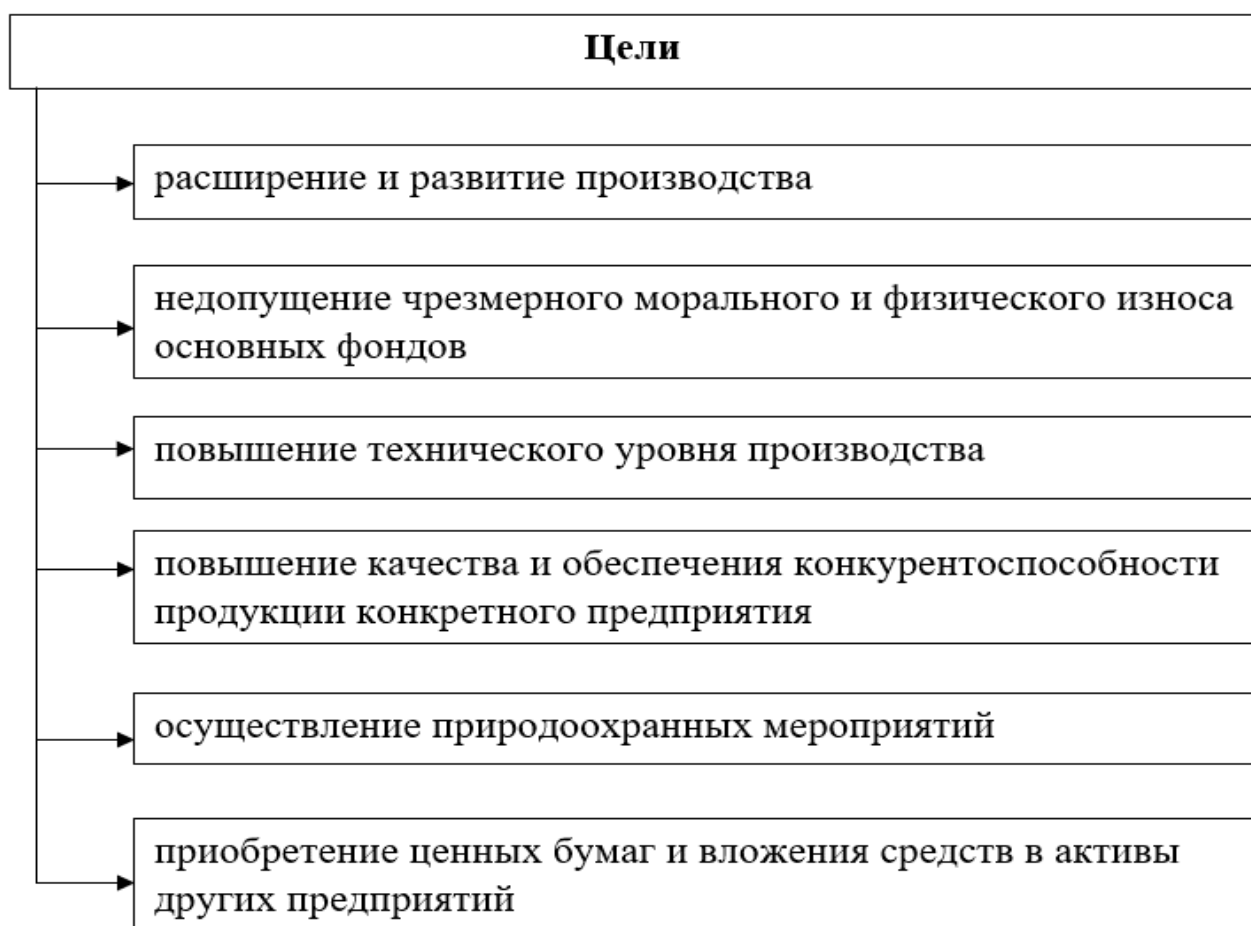 Цели
расширение и развитие производства
недопущение чрезмерного морального и физического износа
основных фондов
повышение технического уровня производства
повышение качества и обеспечения конкурентоспособности
продукции конкретного предприятия
осуществление природоохранных мероприятий
приобретение ценных бумаг и вложения средств в активы
других предприятий